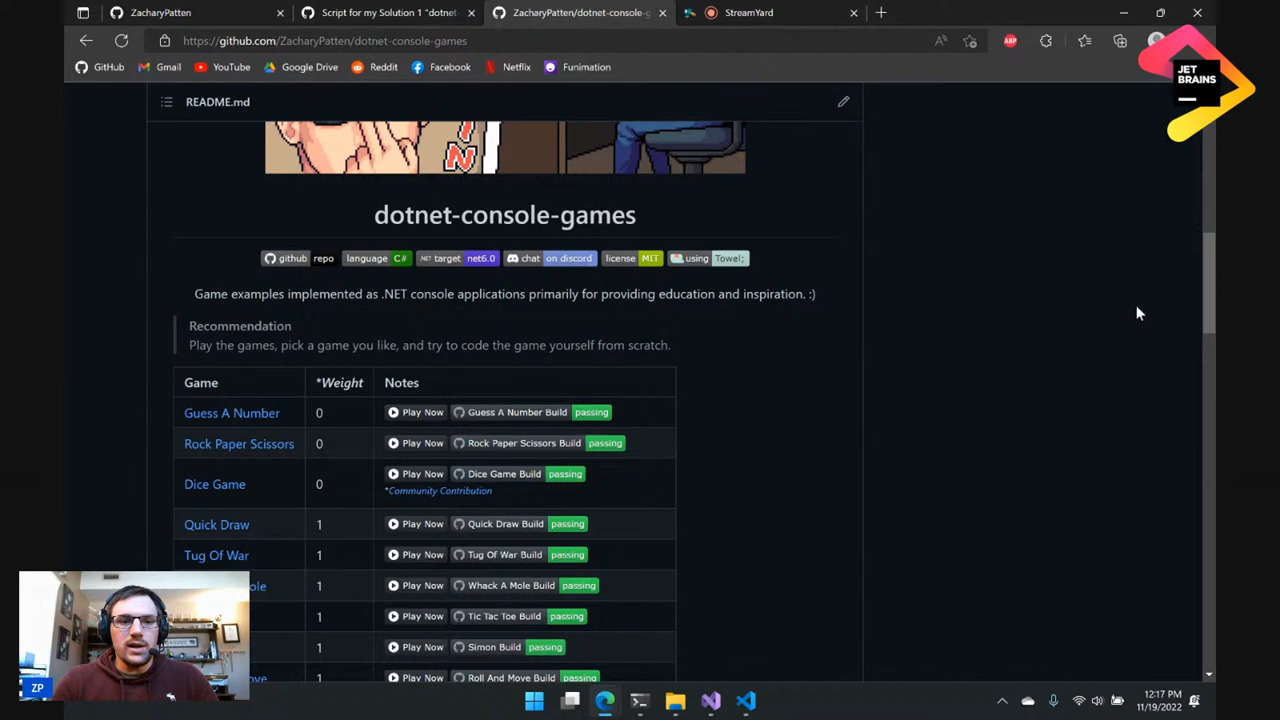 ZacharyPatten
Script for my Solution 1 "dotnet
ZacharyPatten/dotnet-console-g
StreamYard
https://github.com/ZacharyPatten/dotnet-console-games
ABP
GitHub
Gmail
YouTube
Google Drive
Reddit
Facebook
Netflix
Funimation
JET
BRAINS
README.md
IN
dotnet-console-games
github repo
language C#
.NET target net6.0
chat on discord
license MIT
using Towel;
Game examples implemented as .NET console applications primarily for providing education and inspiration. :)
Recommendation
Play the games, pick a game you like, and try to code the game yourself from scratch.
Game *Weight Notes
Guess A Number 0 Play Now Guess A Number Build passing
Rock Paper Scissors 0 Play Now Rock Paper Scissors Build passing
Dice Game 0 Play Now Dice Game Build passing
*Community Contribution
Quick Draw 1 Play Now Quick Draw Build passing
Tug Of War 1 Play Now Tug Of War Build passing
ole 1 Play Now Whack A Mole Build passing
1 Play Now Tic Tac Toe Build passing
1 Play Now Simon Build passing
ove 1 Play Now Roll And Move Build passing
ZP
12:17 PM
11/19/2022